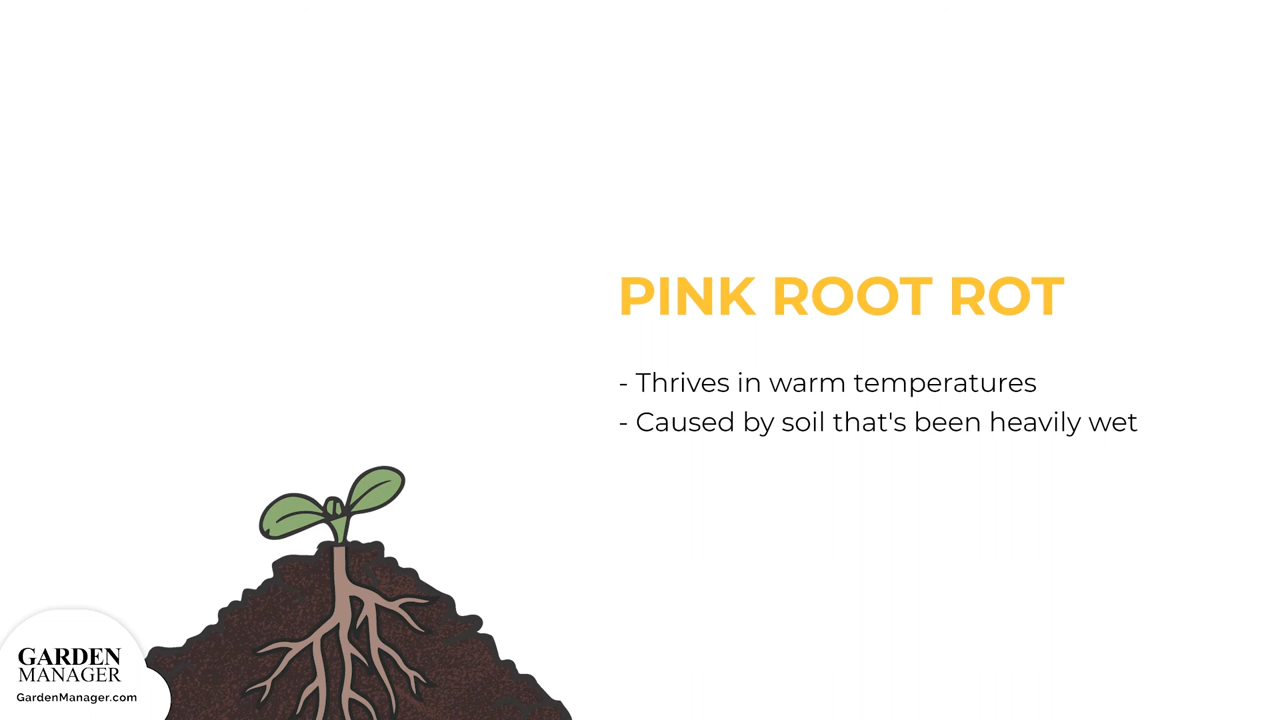 PINK ROOT ROT
- Thrives in warm temperatures
- Caused by soil that's been heavily wet
GARDEN
MANAGER
GardenManager.com